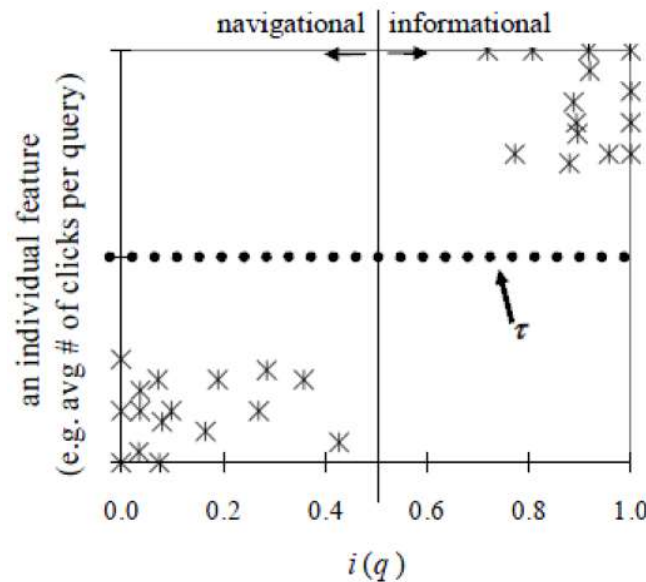 navigational informational
an individual feature
(e.g. avg # of clicks per query)
τ
0.0 0.2 0.4 0.6 0.8 1.0
i (q)